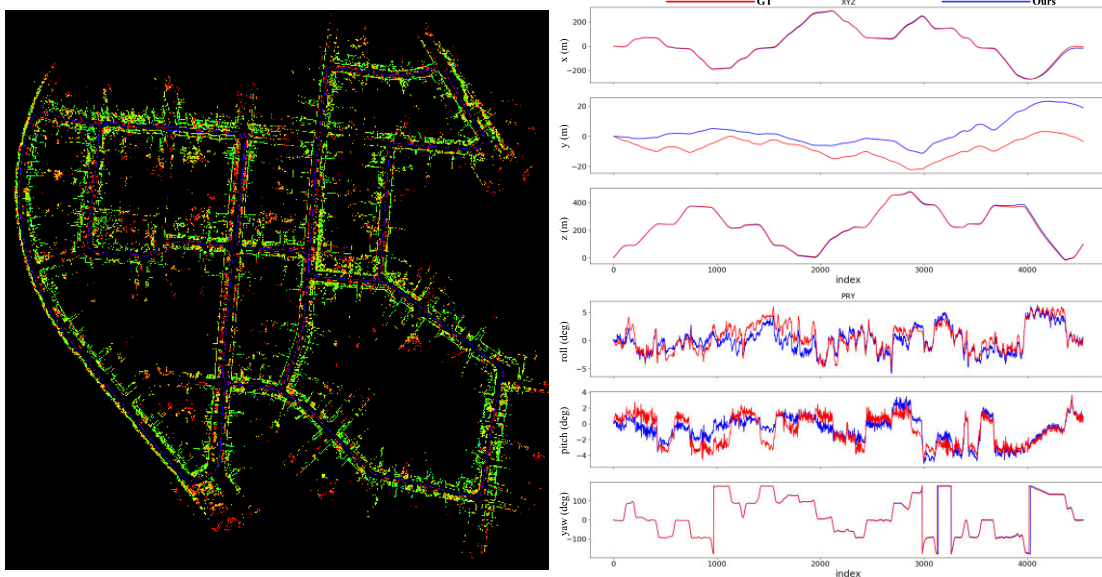 GT Ours
XYZ
x (m)
200
0
−200
y (m)
20
0
−20
z (m)
400
200
0
0 1000 2000 3000 4000
index
PRY
roll (deg)
5
0
−5
pitch (deg)
4
2
0
−2
−4
yaw (deg)
100
0
−100
0 1000 2000 3000 4000
index